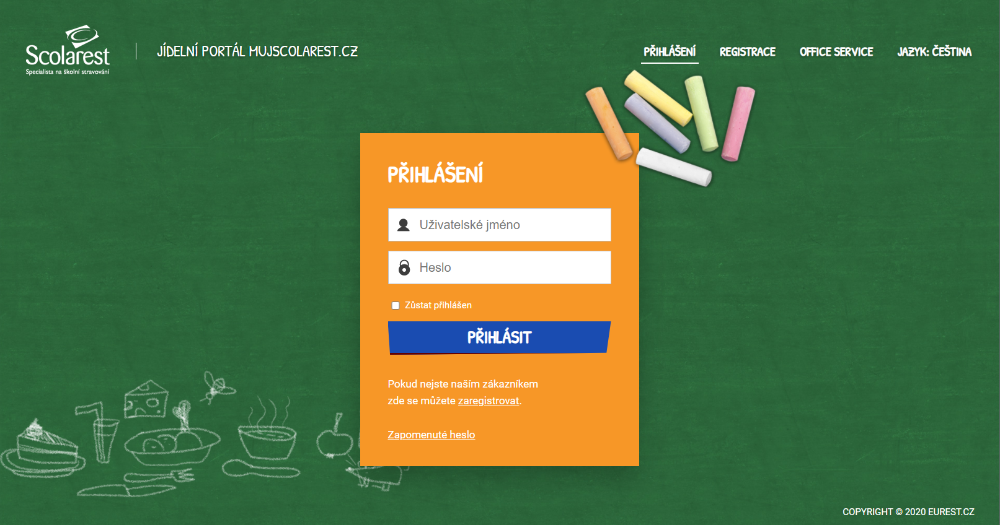 Scolarest
Specialista na školní stravování
JÍDELNÍ PORTÁL MUJSCOLAREST.CZ
PŘIHLÁŠENÍ
REGISTRACE
OFFICE SERVICE
JAZYK: ČEŠTINA
PŘIHLÁŠENÍ
Uživatelské jméno
Heslo
Zůstat přihlášen
PŘIHLÁSIT
Pokud nejste naším zákazníkem
zde se můžete zaregistrovat.
Zapomenuté heslo
COPYRIGHT © 2020 EUREST.CZ